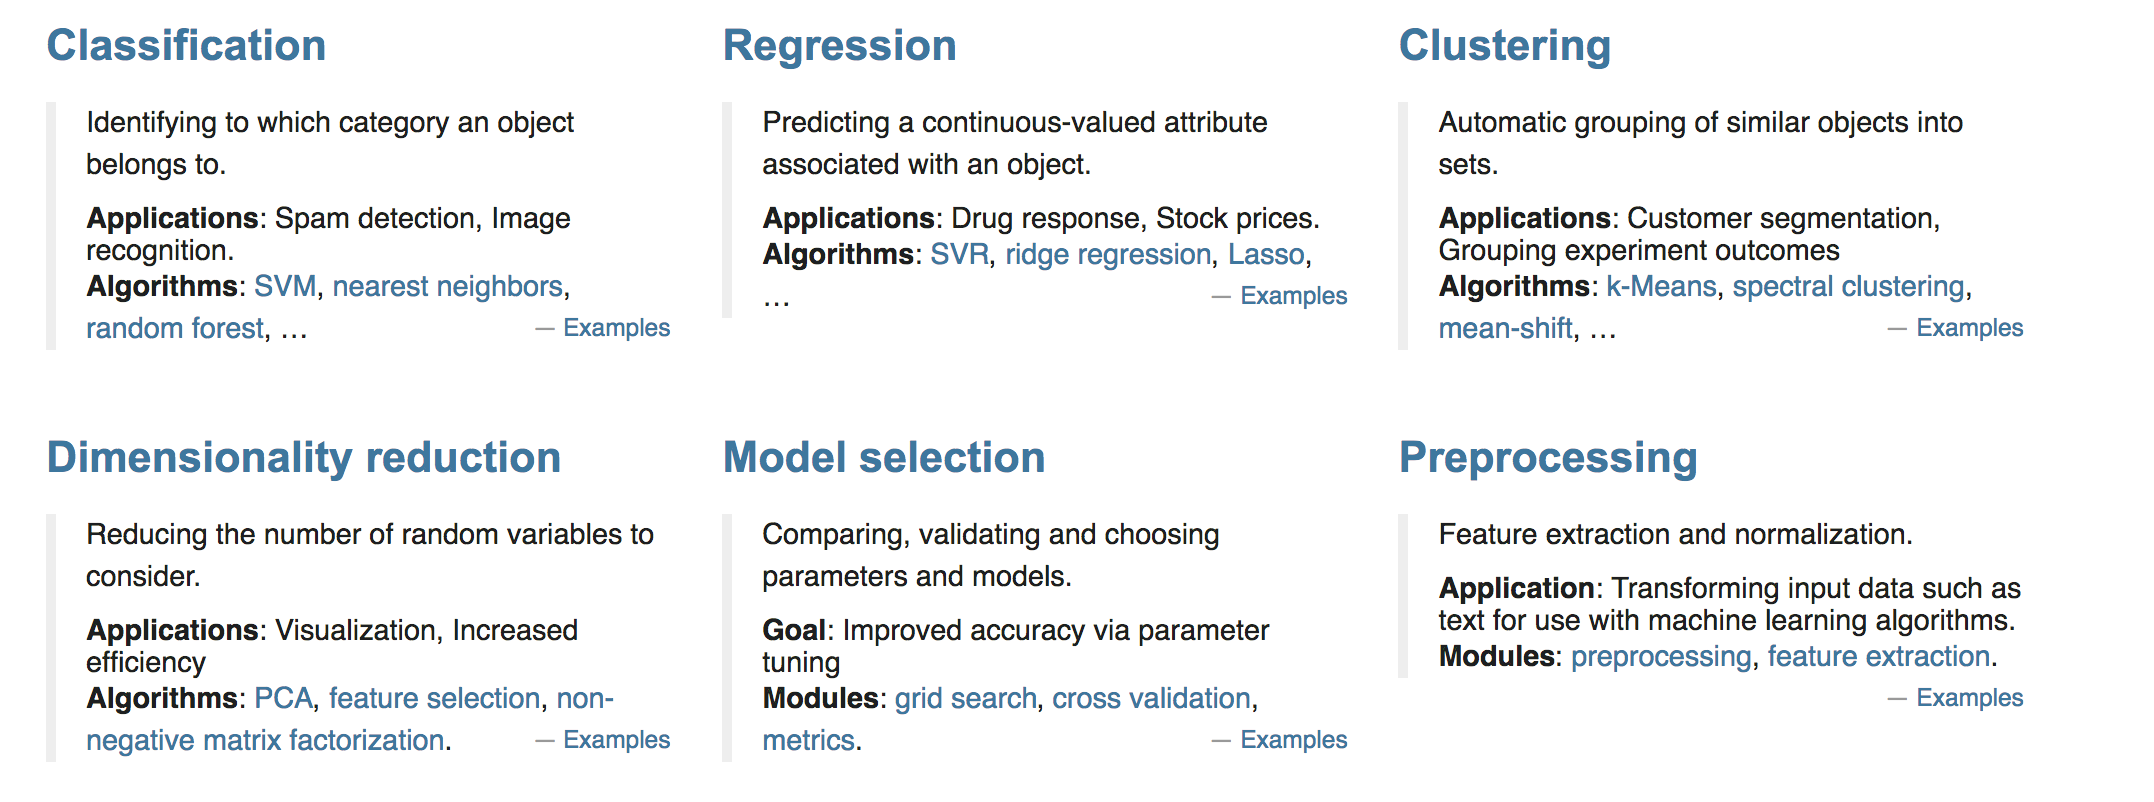 Classification
Identifying to which category an object
belongs to.
Applications: Spam detection, Image
recognition.
Algorithms: SVM, nearest neighbors,
random forest, … — Examples
Regression
Predicting a continuous-valued attribute
associated with an object.
Applications: Drug response, Stock prices.
Algorithms: SVR, ridge regression, Lasso,
… — Examples
Clustering
Automatic grouping of similar objects into
sets.
Applications: Customer segmentation,
Grouping experiment outcomes
Algorithms: k-Means, spectral clustering,
mean-shift, … — Examples
Dimensionality reduction
Reducing the number of random variables to
consider.
Applications: Visualization, Increased
efficiency
Algorithms: PCA, feature selection, non-
negative matrix factorization. — Examples
Model selection
Comparing, validating and choosing
parameters and models.
Goal: Improved accuracy via parameter
tuning
Modules: grid search, cross validation,
metrics. — Examples
Preprocessing
Feature extraction and normalization.
Application: Transforming input data such as
text for use with machine learning algorithms.
Modules: preprocessing, feature extraction.
— Examples